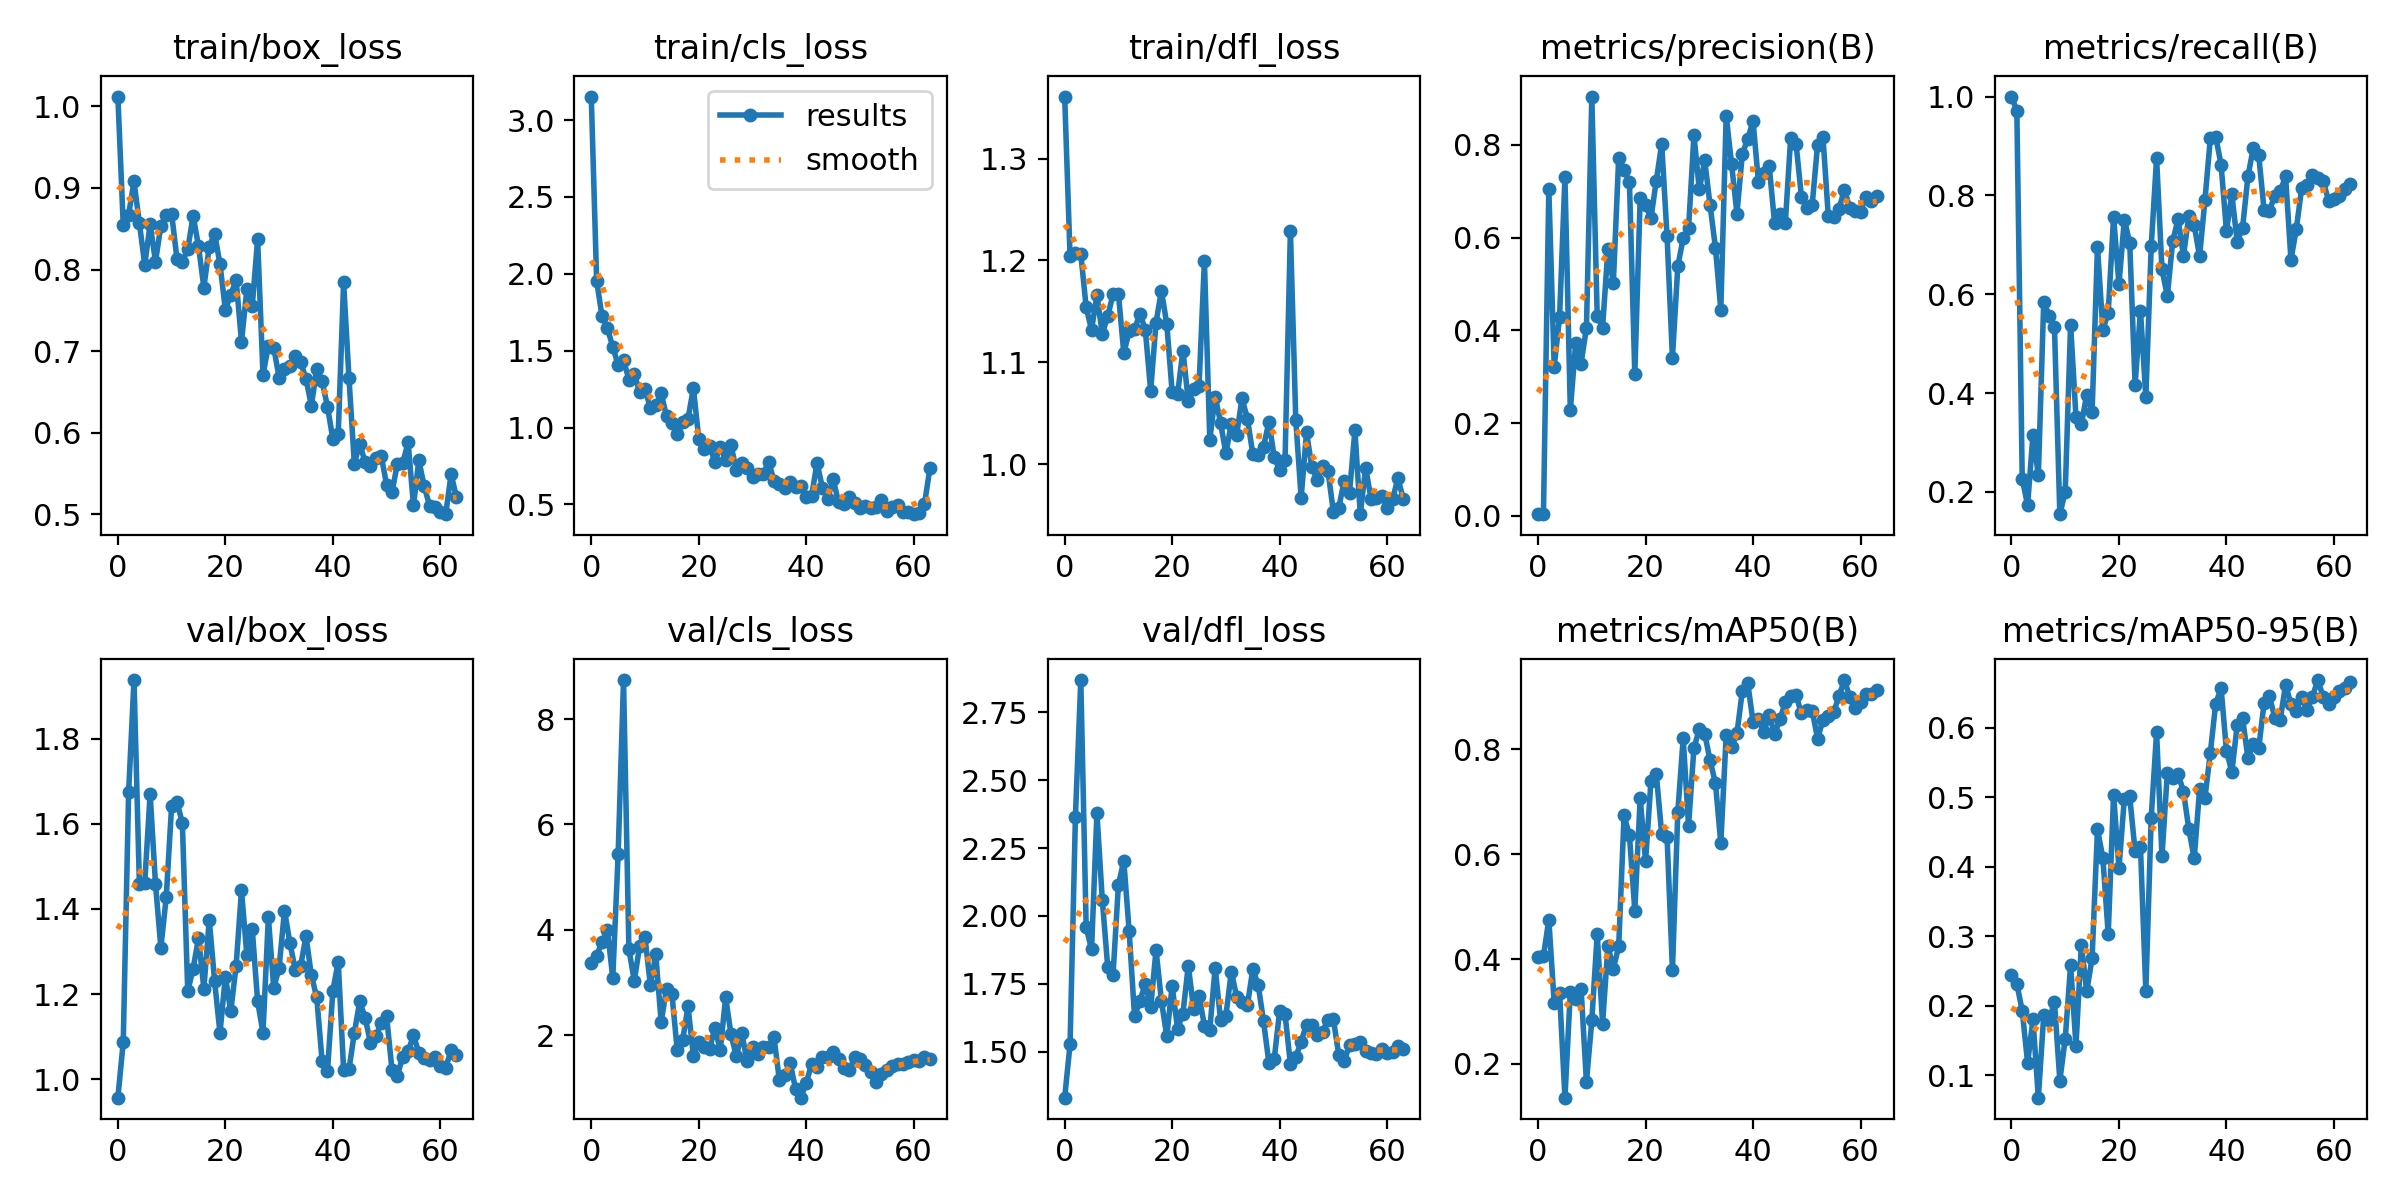 train/box_loss
1.0
0.9
0.8
0.7
0.6
0.5
0 20 40 60
train/cls_loss
results
smooth
3.0
2.5
2.0
1.5
1.0
0.5
0 20 40 60
train/dfl_loss
1.3
1.2
1.1
1.0
0 20 40 60
metrics/precision(B)
0.8
0.6
0.4
0.2
0.0
0 20 40 60
metrics/recall(B)
1.0
0.8
0.6
0.4
0.2
0 20 40 60
val/box_loss
1.8
1.6
1.4
1.2
1.0
0 20 40 60
val/cls_loss
8
6
4
2
0 20 40 60
val/dfl_loss
2.75
2.50
2.25
2.00
1.75
1.50
0 20 40 60
metrics/mAP50(B)
0.8
0.6
0.4
0.2
0 20 40 60
metrics/mAP50-95(B)
0.6
0.5
0.4
0.3
0.2
0.1
0 20 40 60